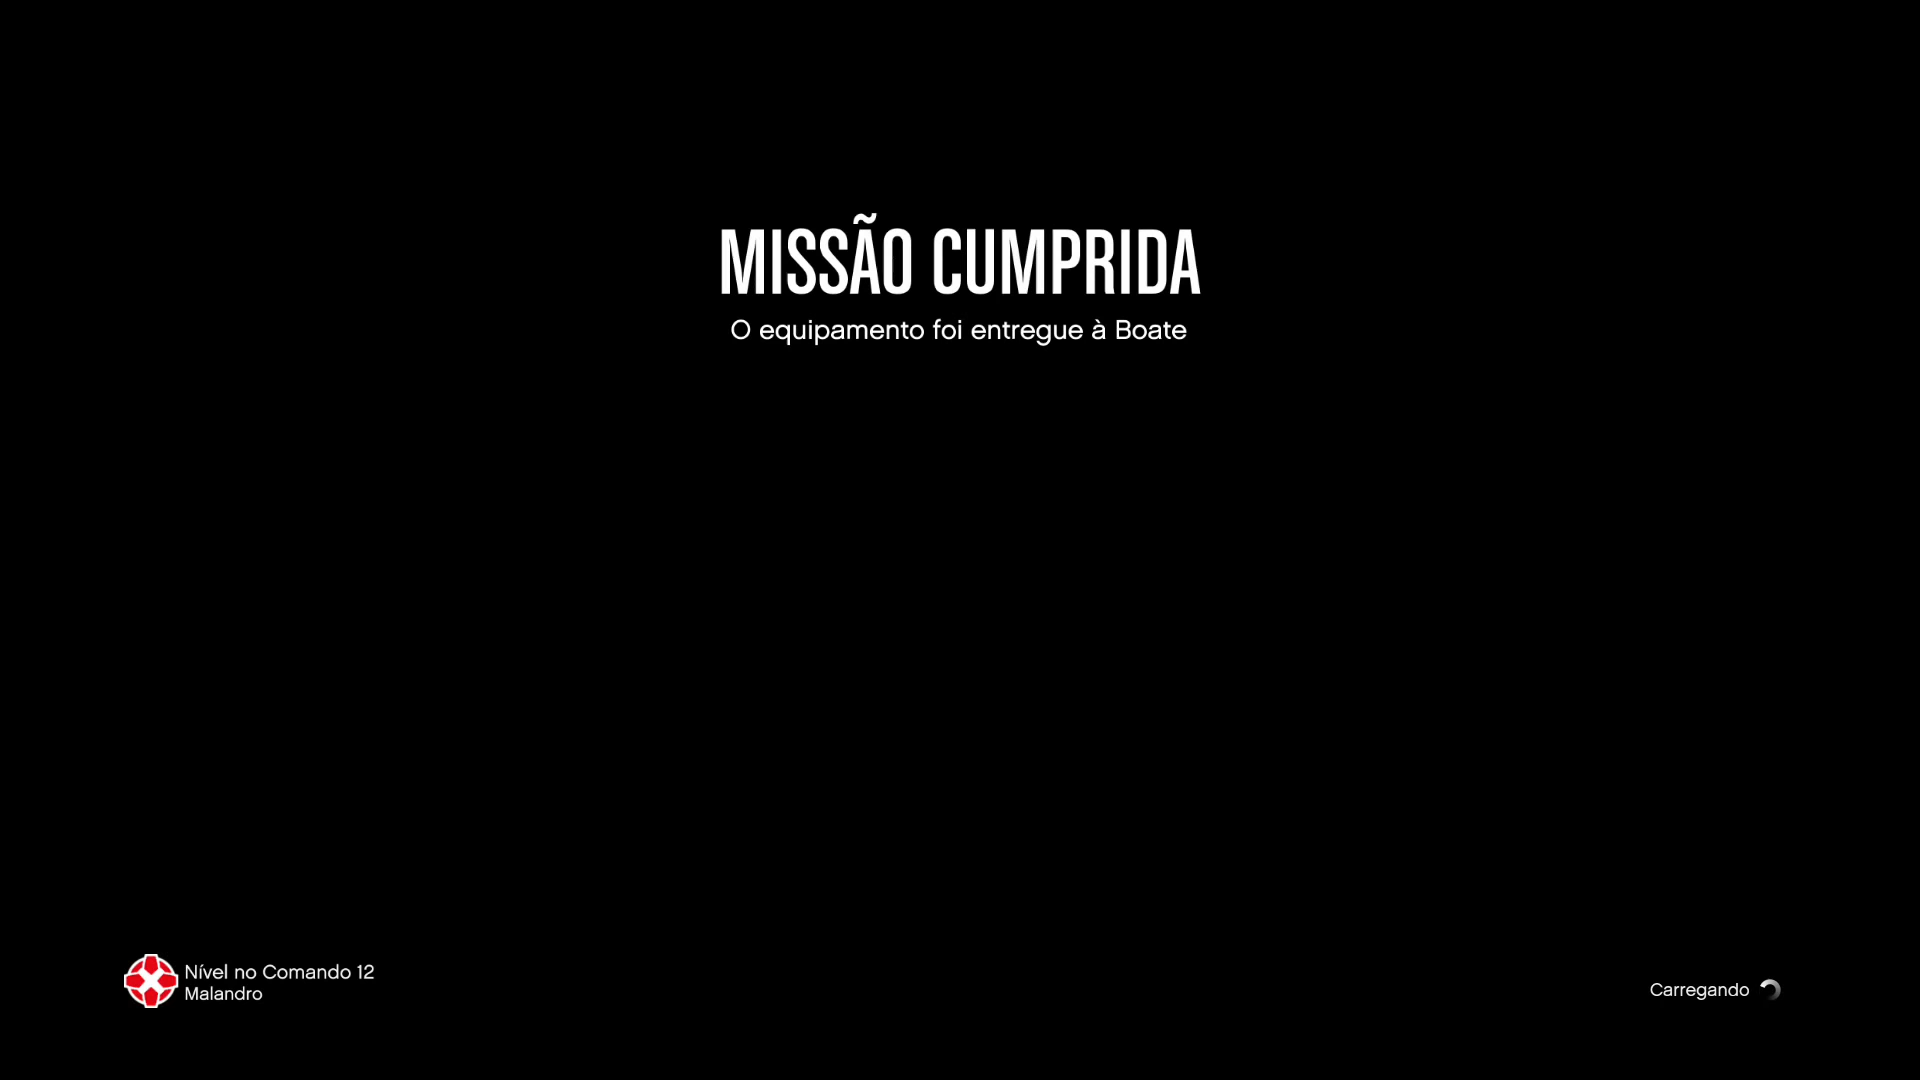 MISSÃO CUMPRIDA
O equipamento foi entregue à Boate
Nível no Comando 12
Malandro
Carregando